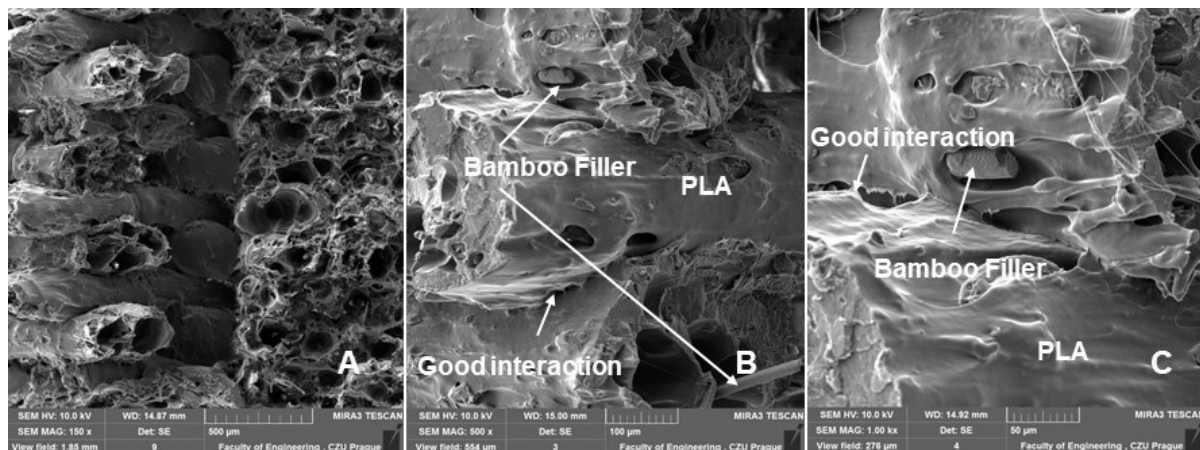 A
SEM HV: 10.0 kV WD: 14.87 mm
SEM MAG: 150 x Det: SE 500 µm
View field: 1.85 mm 9 Faculty of Engineering , CZU Prague
MIRA3 TESCAN
Bamboo Filler
PLA
Good interaction
B
SEM HV: 10.0 kV WD: 15.00 mm
SEM MAG: 500 x Det: SE 100 µm
View field: 554 µm 3 Faculty of Engineering , CZU Prague
MIRA3 TESCAN
Good interaction
Bamboo Filler
PLA
C
SEM HV: 10.0 kV WD: 14.92 mm
SEM MAG: 1.00 kx Det: SE 50 µm
View field: 276 µm 4 Faculty of Engineering , CZU Prague
MIRA3 TESCAN